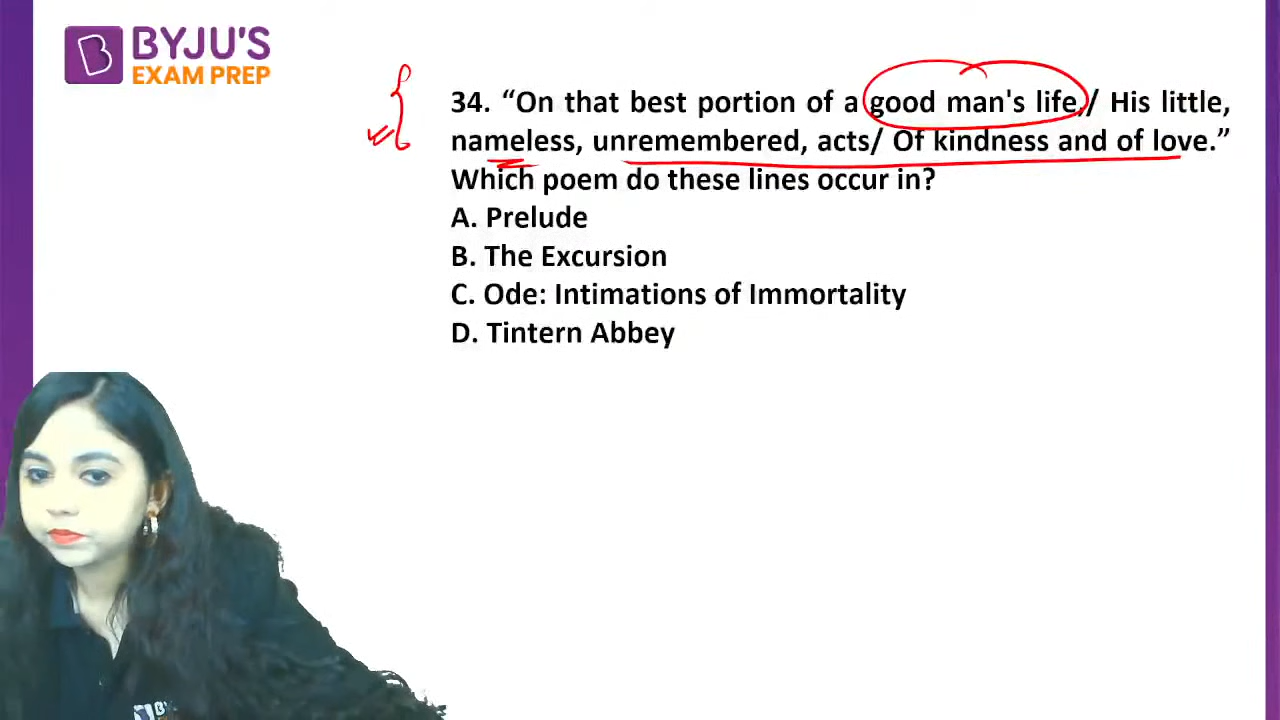 BYJU'S
EXAM PREP
34. “On that best portion of a good man's life,/ His little,
nameless, unremembered, acts/ Of kindness and of love.”
Which poem do these lines occur in?
A. Prelude
B. The Excursion
C. Ode: Intimations of Immortality
D. Tintern Abbey